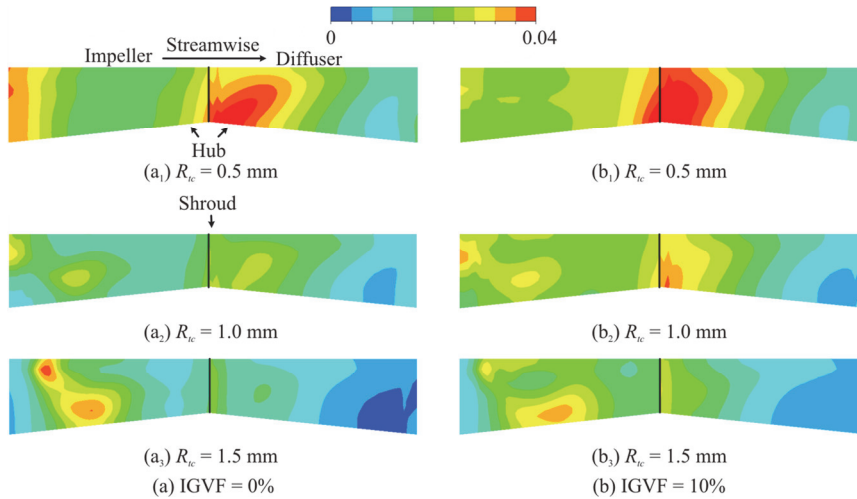 0 0.04
Impeller Streamwise Diffuser
Hub
(a₁) Rₜc = 0.5 mm (b₁) Rₜc = 0.5 mm
Shroud
(a₂) Rₜc = 1.0 mm (b₂) Rₜc = 1.0 mm
(a₃) Rₜc = 1.5 mm (b₃) Rₜc = 1.5 mm
(a) IGVF = 0% (b) IGVF = 10%